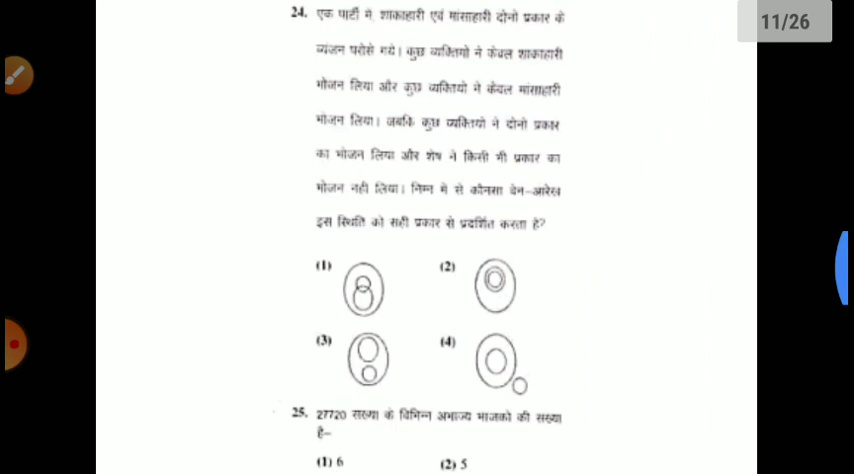 11/26
24. एक पार्टी में, शाकाहारी एवं मांसाहारी दोनो प्रकार के
व्यंजन परोसे गये। कुछ व्यक्तियो ने केवल शाकाहारी
भोजन लिया और कुछ व्यक्तियो ने केवल मांसाहारी
भोजन लिया। जबकि कुछ व्यक्तियो ने दोनो प्रकार
का भोजन लिया और शेष ने किसी भी प्रकार का
भोजन नही लिया। निम्न मे से कौनसा वेन-आरेख
इस स्थिति को सही प्रकार से प्रदर्शित करता है?
(1) (2)
(3) (4)
25. 27720 संख्या के विभिन्न अभाज्य भाजको की संख्या
है–
(1) 6 (2) 5